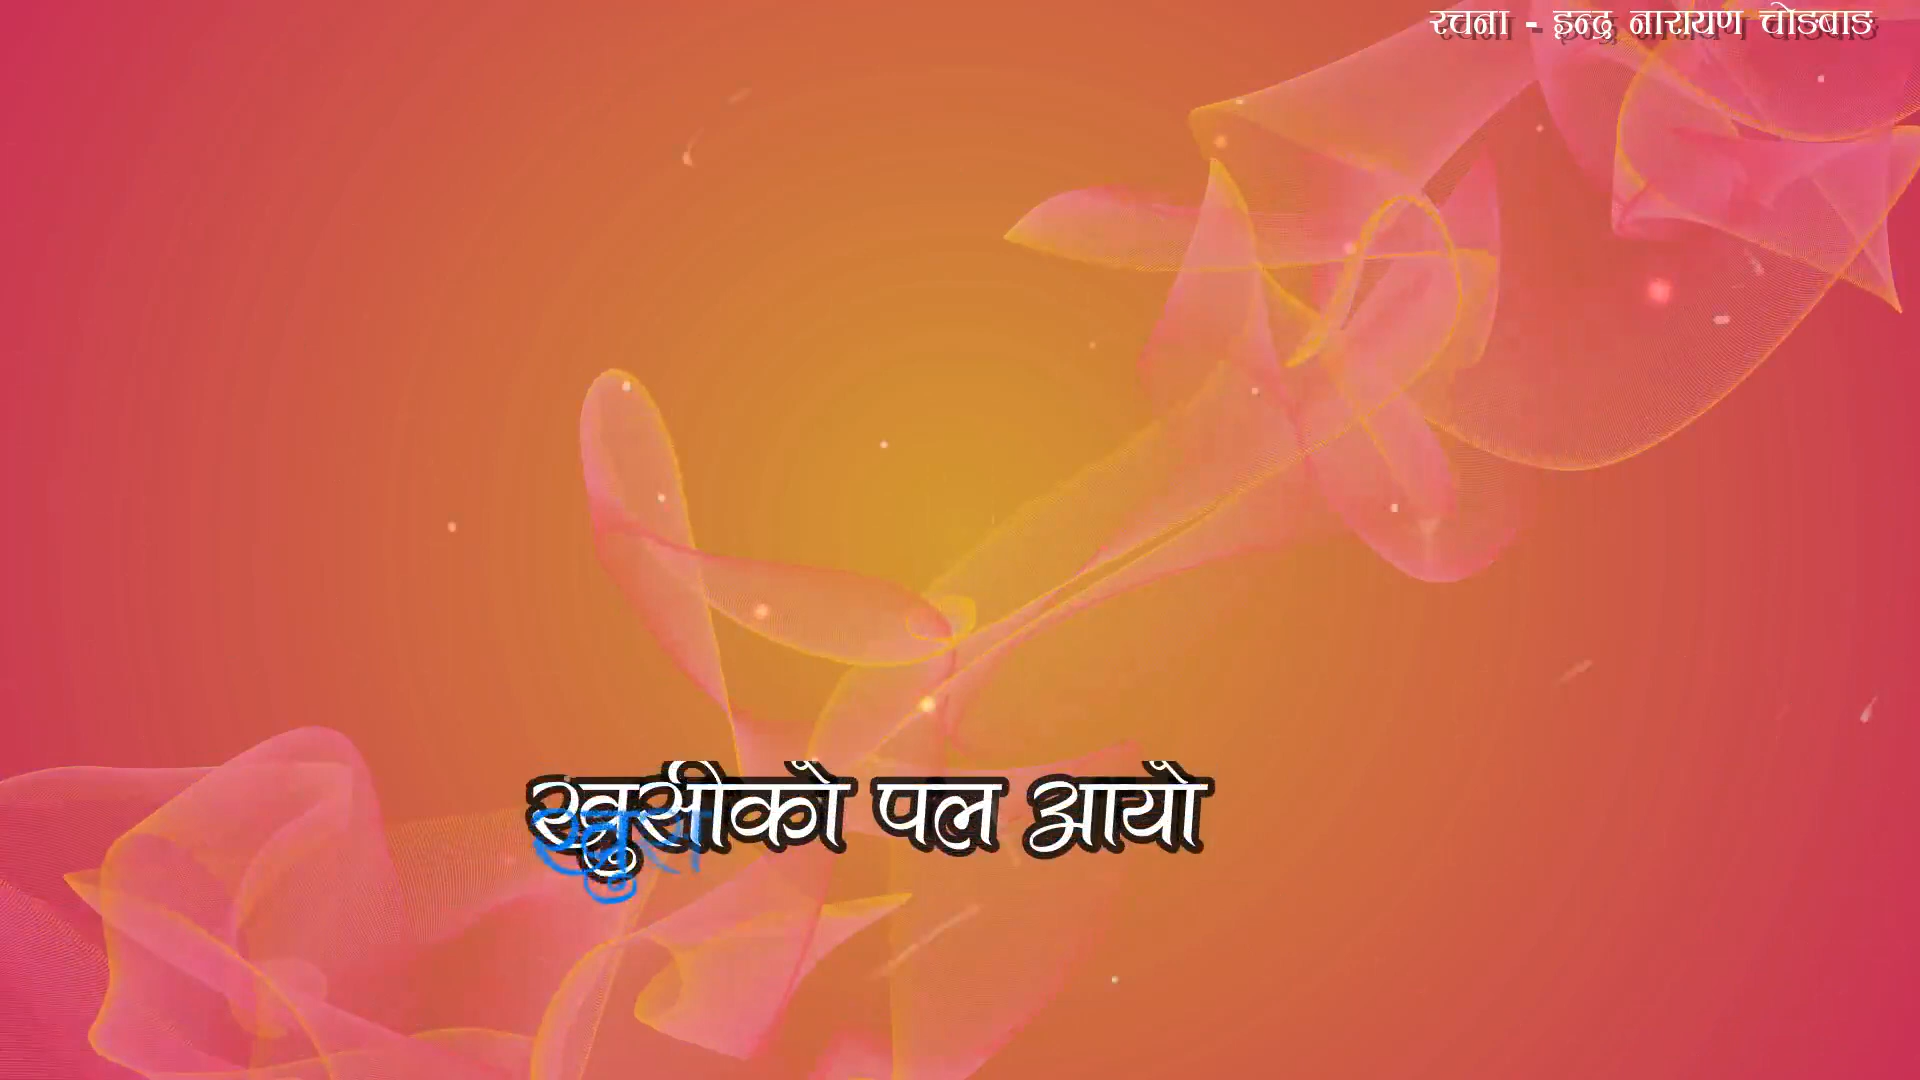 रचना - इन्द्र नारायण चोङबाङ
खुसीको पल आयो